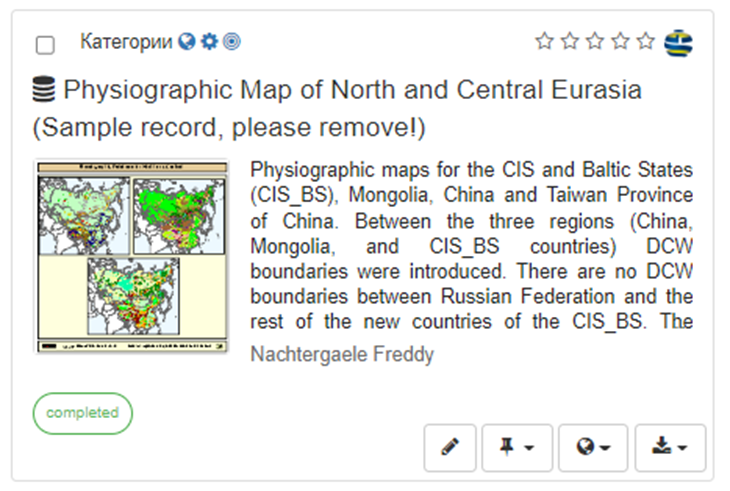 Категории
Physiographic Map of North and Central Eurasia
(Sample record, please remove!)
Physiographic maps for the CIS and Baltic States
(CIS_BS), Mongolia, China and Taiwan Province
of China. Between the three regions (China,
Mongolia, and CIS_BS countries) DCW
boundaries were introduced. There are no DCW
boundaries between Russian Federation and the
rest of the new countries of the CIS_BS. The
Nachtergaele Freddy
completed